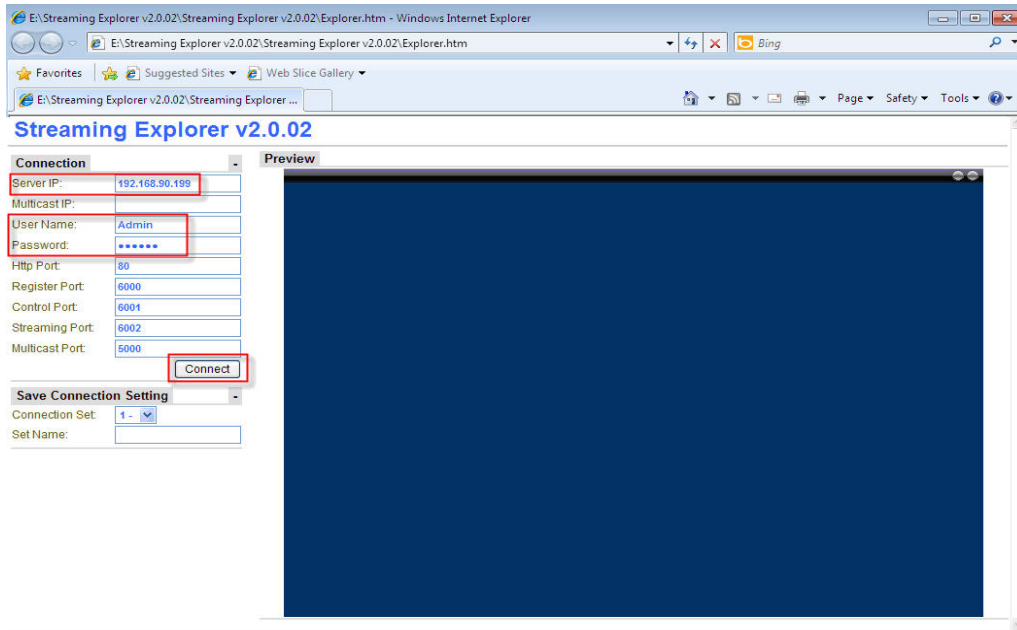 E:\Streaming Explorer v2.0.02\Streaming Explorer v2.0.02\Explorer.htm - Windows Internet Explorer
E:\Streaming Explorer v2.0.02\Streaming Explorer v2.0.02\Explorer.htm
Bing
Favorites Suggested Sites Web Slice Gallery
E:\Streaming Explorer v2.0.02\Streaming Explorer ...
Page Safety Tools
Streaming Explorer v2.0.02
Connection -
Server IP: 192.168.90.199
Multicast IP:
User Name: Admin
Password: ••••••
Http Port: 80
Register Port: 6000
Control Port: 6001
Streaming Port: 6002
Multicast Port: 5000
Connect
Save Connection Setting -
Connection Set: 1 -
Set Name:
Preview